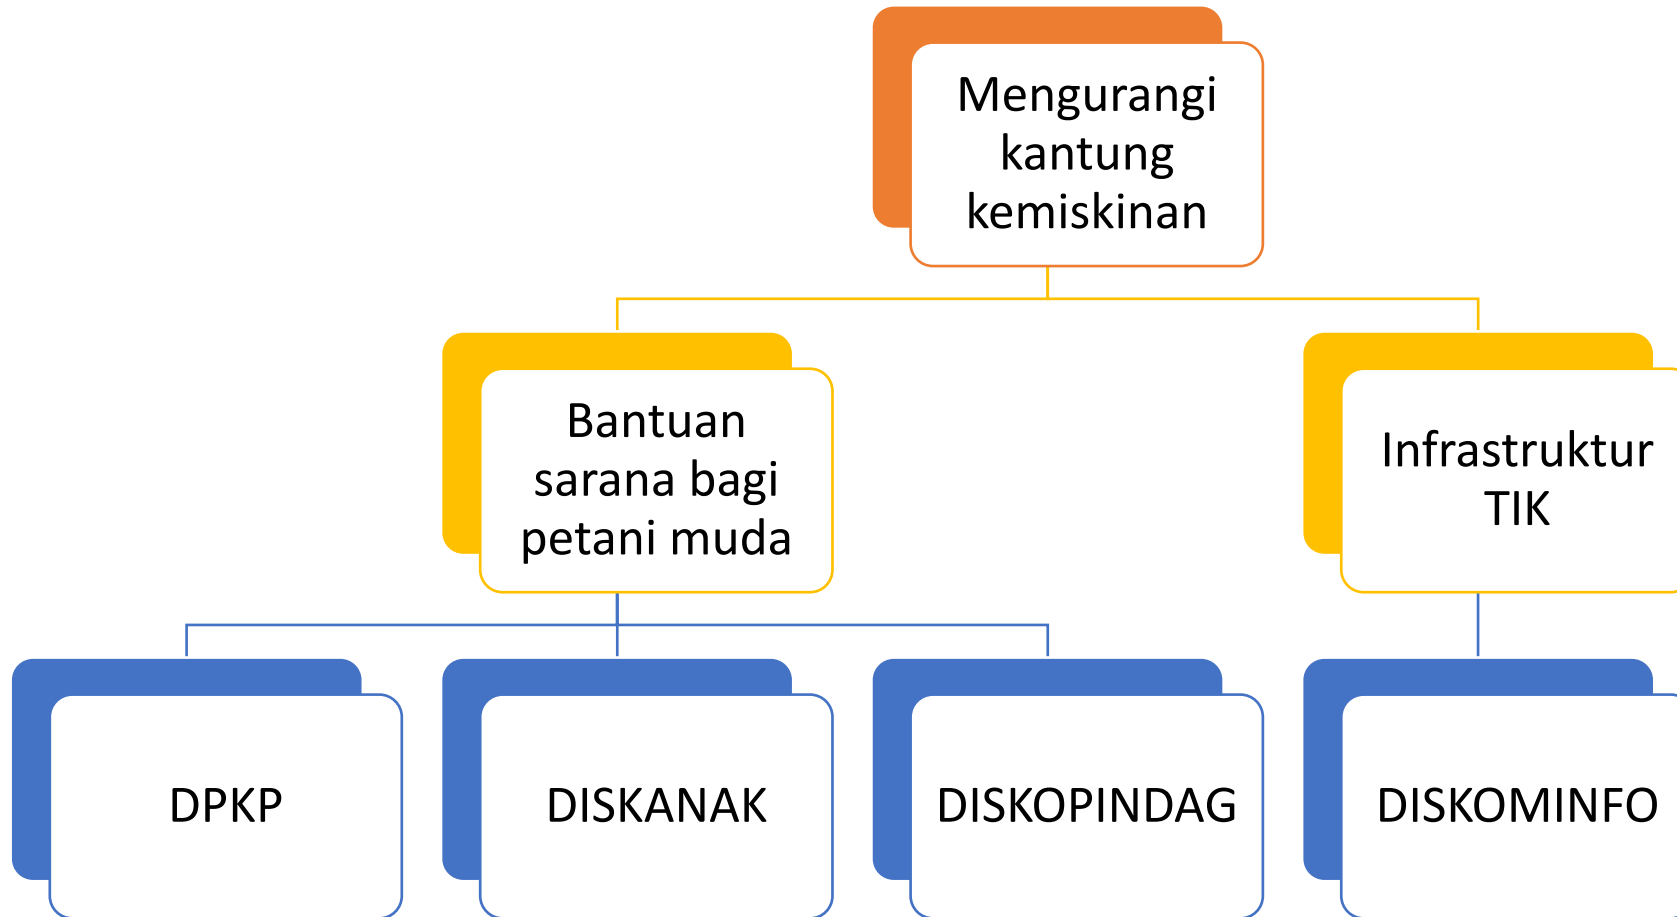 Mengurangi
kantung
kemiskinan
Bantuan
sarana bagi
petani muda
Infrastruktur
TIK
DPKP
DISKANAK
DISKOPINDAG
DISKOMINFO